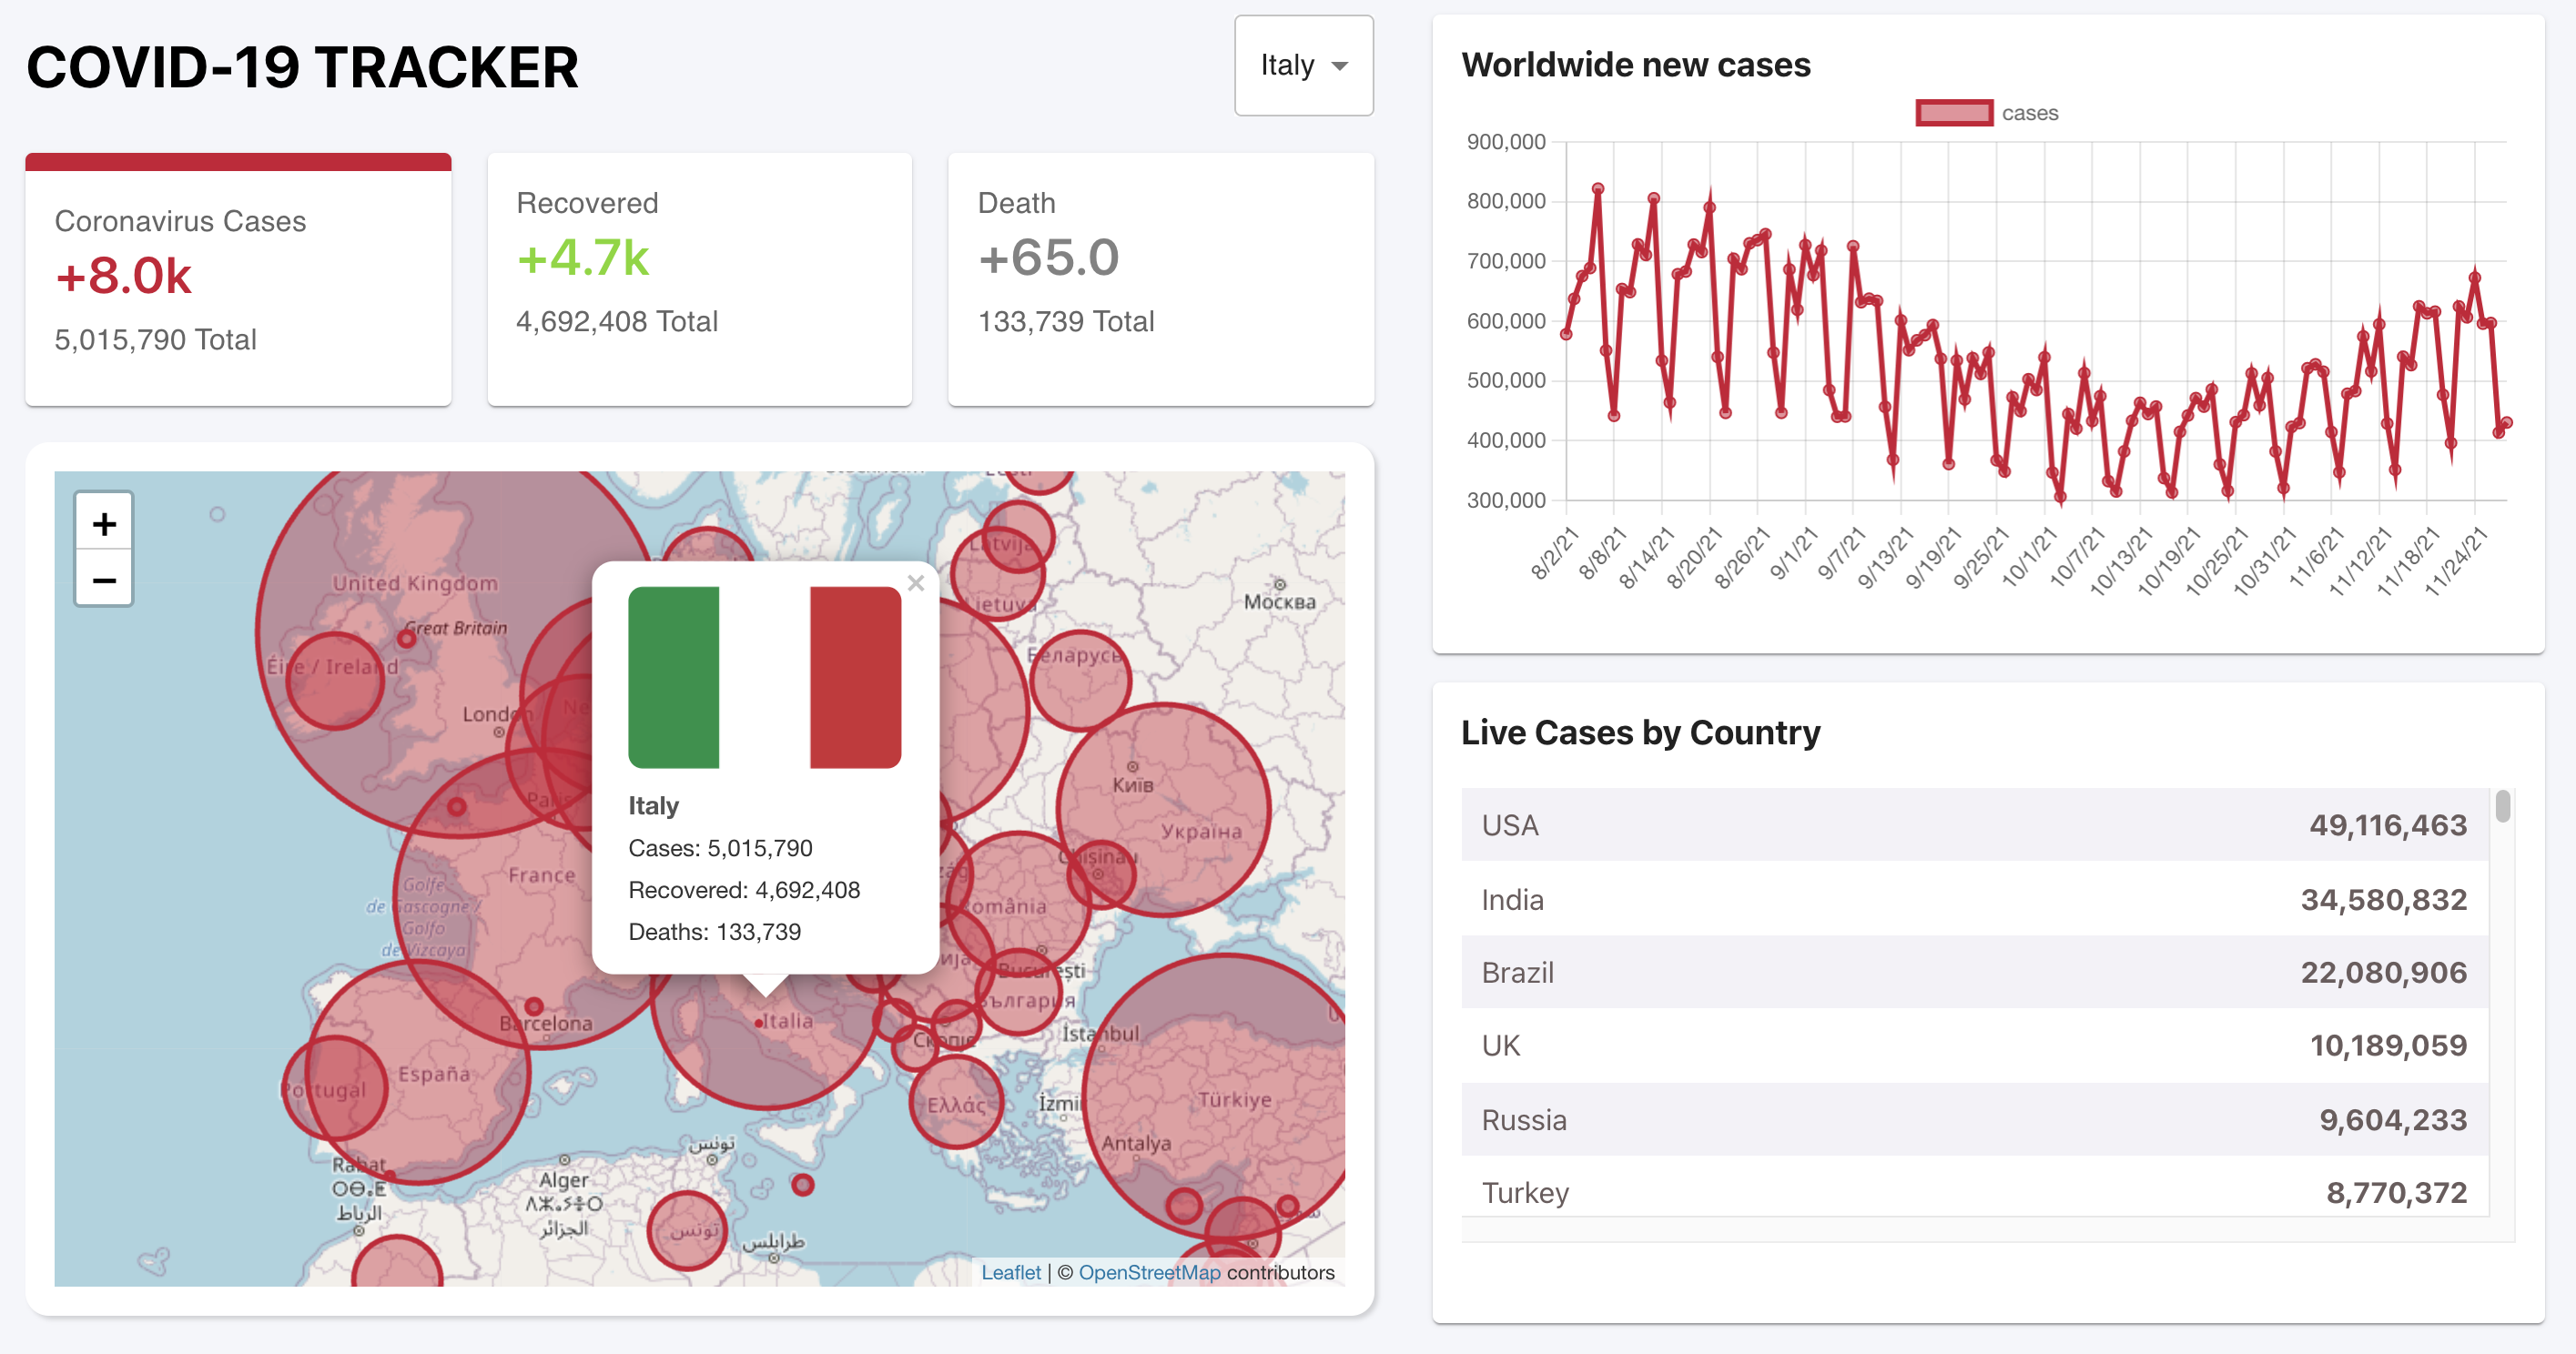 COVID-19 TRACKER
Italy
Coronavirus Cases
+8.0k
5,015,790 Total
Recovered
+4.7k
4,692,408 Total
Death
+65.0
133,739 Total
+
−
United Kingdom
Great Britain
Éire / Ireland
London
Paris
France
Golfe
de Gascogne /
Golfo
de Vizcaya
Barcelona
España
Portugal
Rabat
ⵔⴱⴰⵟ
الرباط
Alger
الجزائر
تونس
تونس
طرابلس
Latvija
Lietuva
Москва
Беларусь
Київ
Україна
Chișinău
România
București
България
İstanbul
Скопје
Ελλάς
İzmir
Antalya
Türkiye
Italia
×
Italy
Cases: 5,015,790
Recovered: 4,692,408
Deaths: 133,739
Leaflet | © OpenStreetMap contributors
Worldwide new cases
cases
900,000
800,000
700,000
600,000
500,000
400,000
300,000
8/2/21
8/8/21
8/14/21
8/20/21
8/26/21
9/1/21
9/7/21
9/13/21
9/19/21
9/25/21
10/1/21
10/7/21
10/13/21
10/19/21
10/25/21
10/31/21
11/6/21
11/12/21
11/18/21
11/24/21
Live Cases by Country
USA 49,116,463
India 34,580,832
Brazil 22,080,906
UK 10,189,059
Russia 9,604,233
Turkey 8,770,372